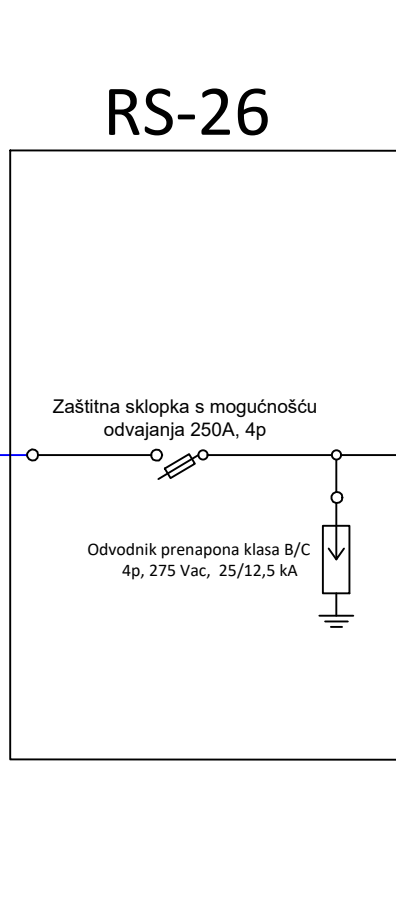 RS-26
Zaštitna sklopka s mogućnošću
odvajanja 250A, 4p
Odvodnik prenapona klasa B/C
4p, 275 Vac, 25/12,5 kA